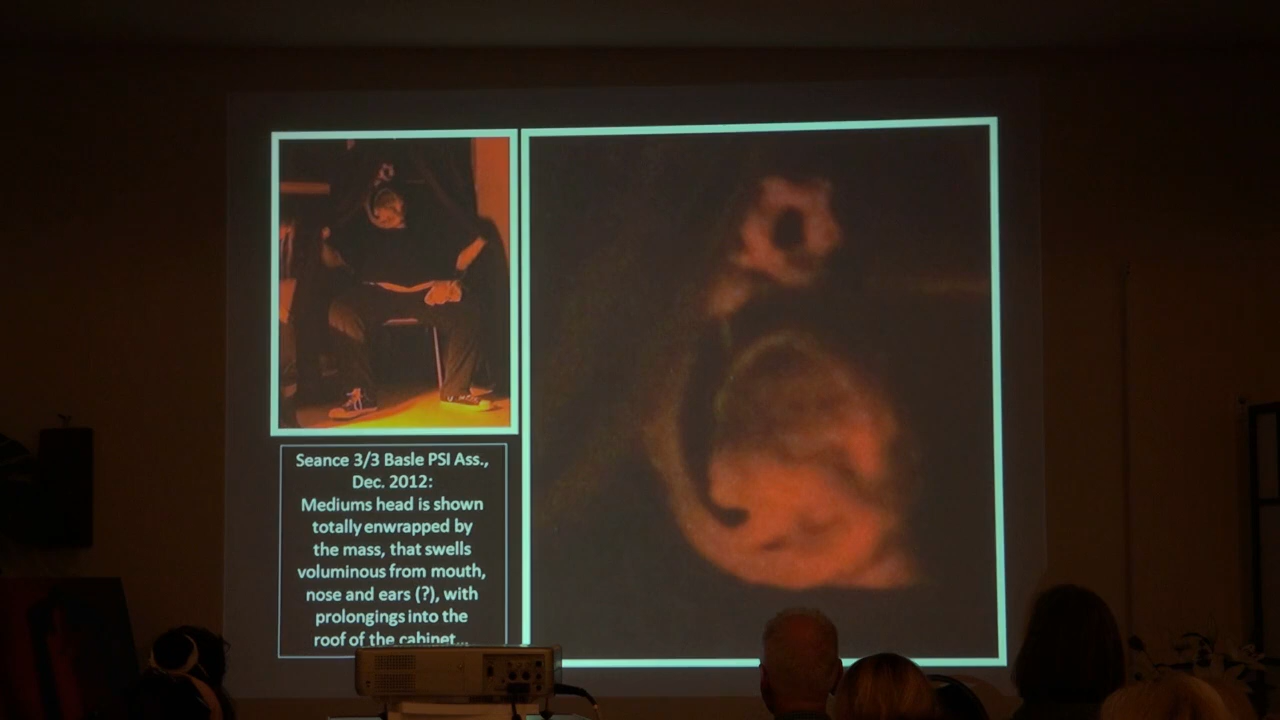 Seance 3/3 Basle PSI Ass.,
Dec. 2012:
Mediums head is shown
totally enwrapped by
the mass, that swells
voluminous from mouth,
nose and ears (?), with
prolongings into the
roof of the cabinet...